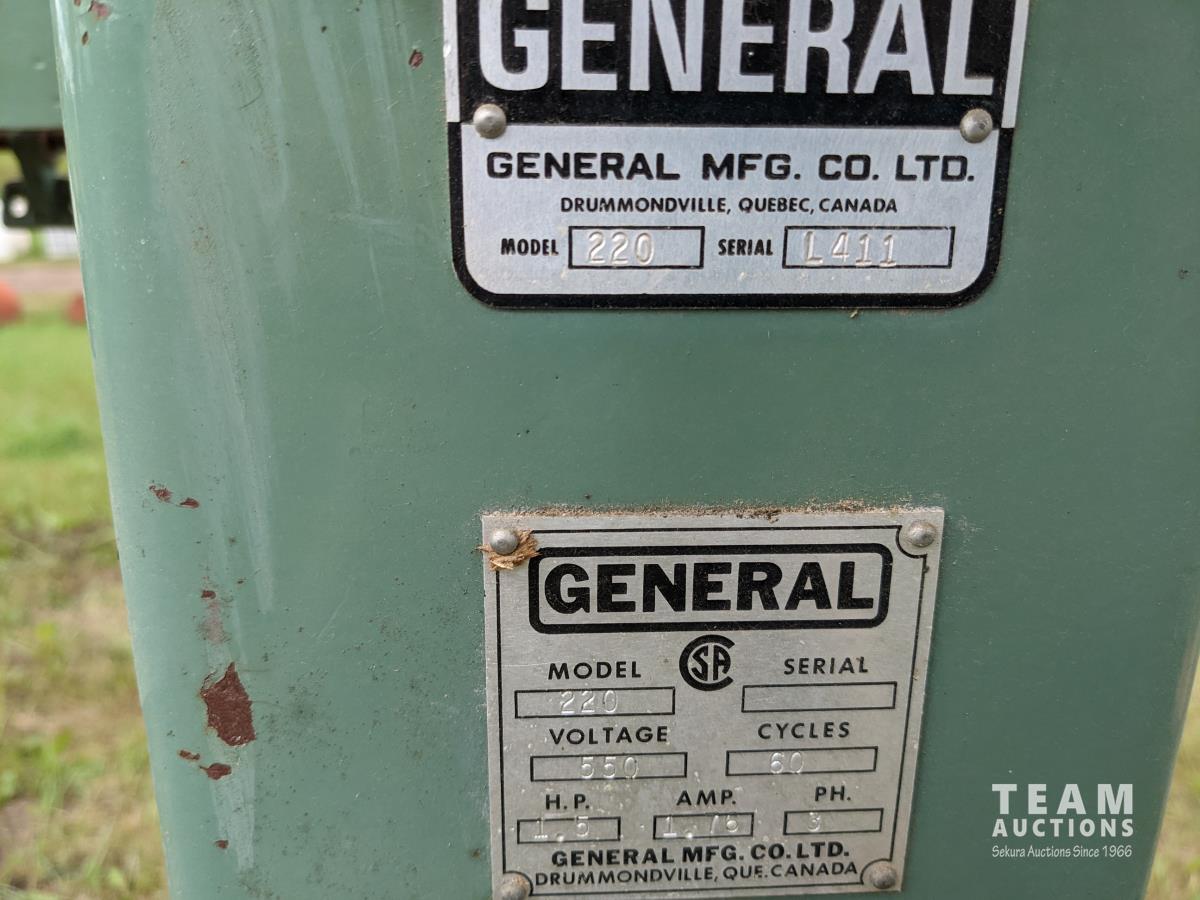 GENERAL
GENERAL MFG. CO. LTD.
DRUMMONDVILLE, QUEBEC, CANADA
MODEL 220 SERIAL L411
GENERAL
MODEL CSA SERIAL
220
VOLTAGE CYCLES
550 60
H.P. AMP. PH.
1.5 1.76 3
GENERAL MFG. CO. LTD.
DRUMMONDVILLE, QUE. CANADA
TEAM
AUCTIONS
Sekura Auctions Since 1966